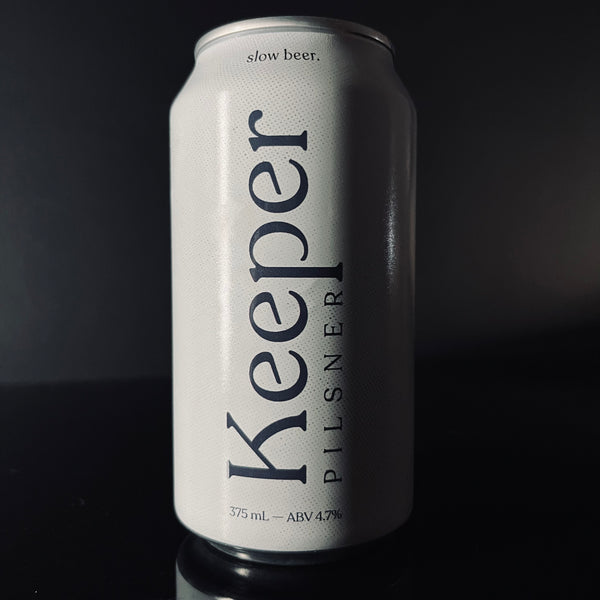 slow beer.
Keeper
PILSNER
375 mL — ABV 4.7%